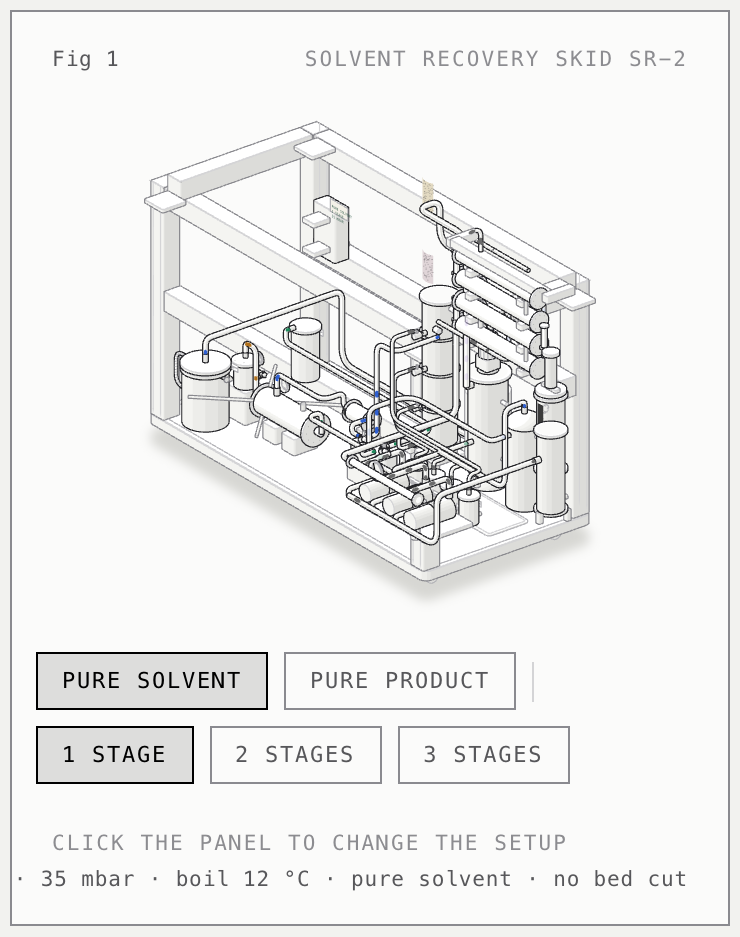 Fig 1
SOLVENT RECOVERY SKID SR−2
PURE SOLVENT
PURE PRODUCT
1 STAGE
2 STAGES
3 STAGES
CLICK THE PANEL TO CHANGE THE SETUP
· 35 mbar · boil 12 °C · pure solvent · no bed cut